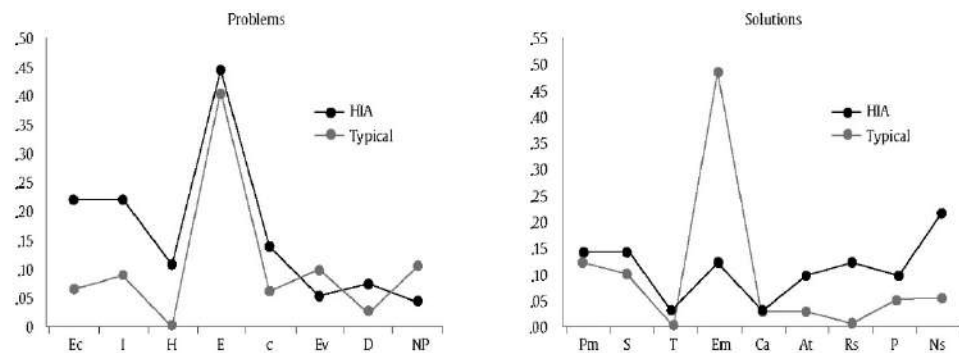 Problems
.50
.45
.40
.35
.30
.25
.20
.15
.10
.05
0
HIA
Typical
Ec I H E c Ev D NP
Solutions
.55
.50
.45
.40
.35
.30
.25
.20
.15
.10
.05
.00
HIA
Typical
Pm S T Em Ca At Rs P Ns